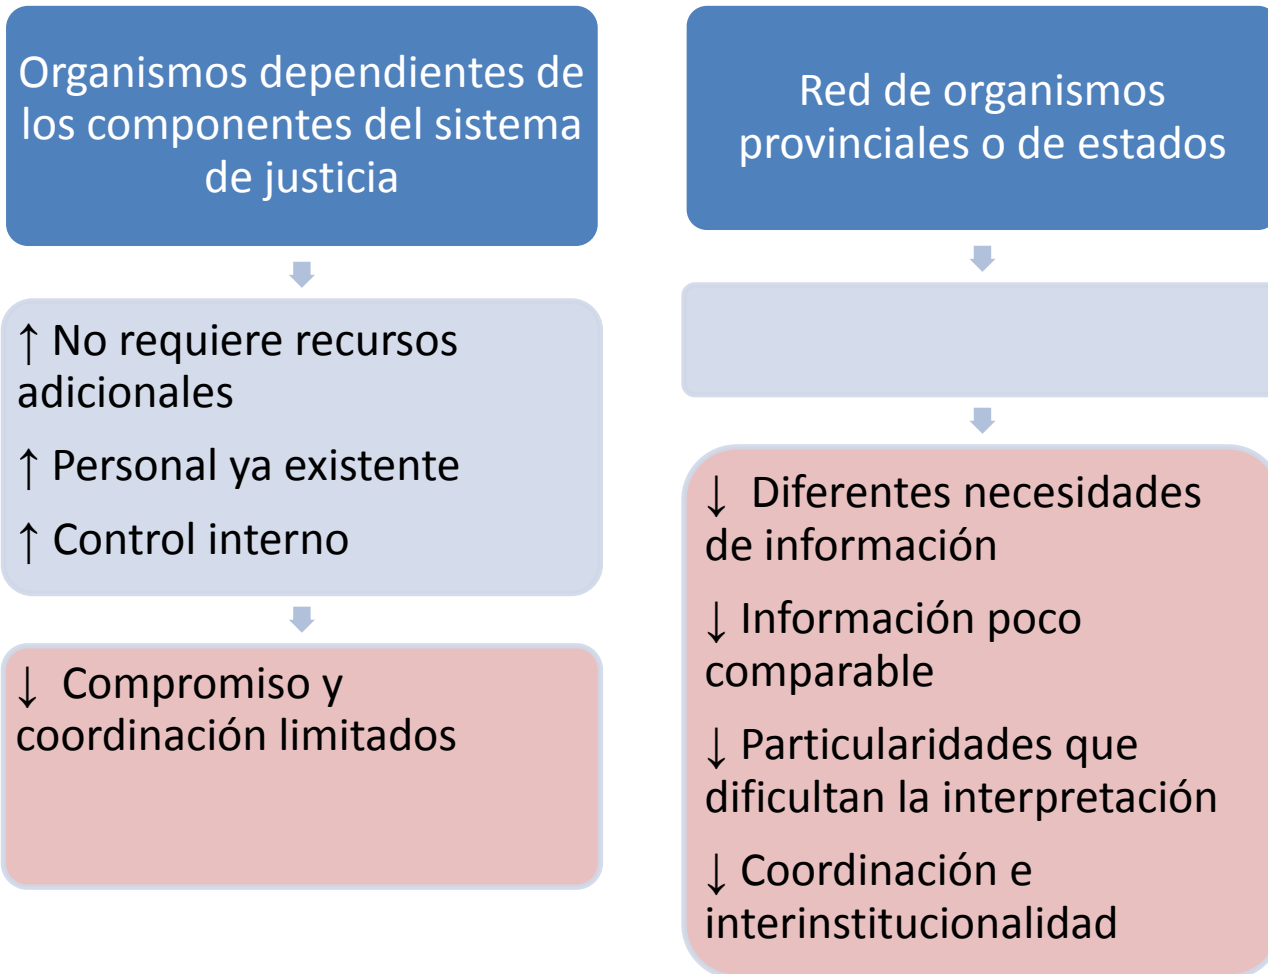 Organismos dependientes de
los componentes del sistema
de justicia
↑ No requiere recursos
adicionales
↑ Personal ya existente
↑ Control interno
↓ Compromiso y
coordinación limitados
Red de organismos
provinciales o de estados
↓ Diferentes necesidades
de información
↓ Información poco
comparable
↓ Particularidades que
dificultan la interpretación
↓ Coordinación e
interinstitucionalidad